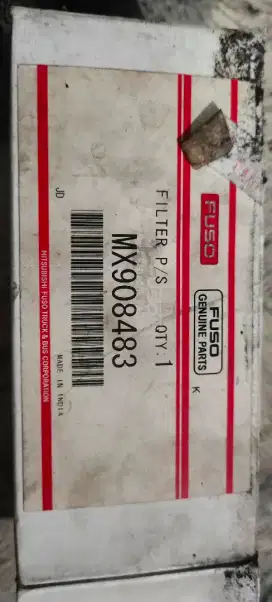 FUSO
FUSO
GENUINE PARTS
K
FILTER P/S QTY:1
MX908483
JD
MADE IN INDIA
MITSUBISHI FUSO TRUCK & BUS CORPORATION